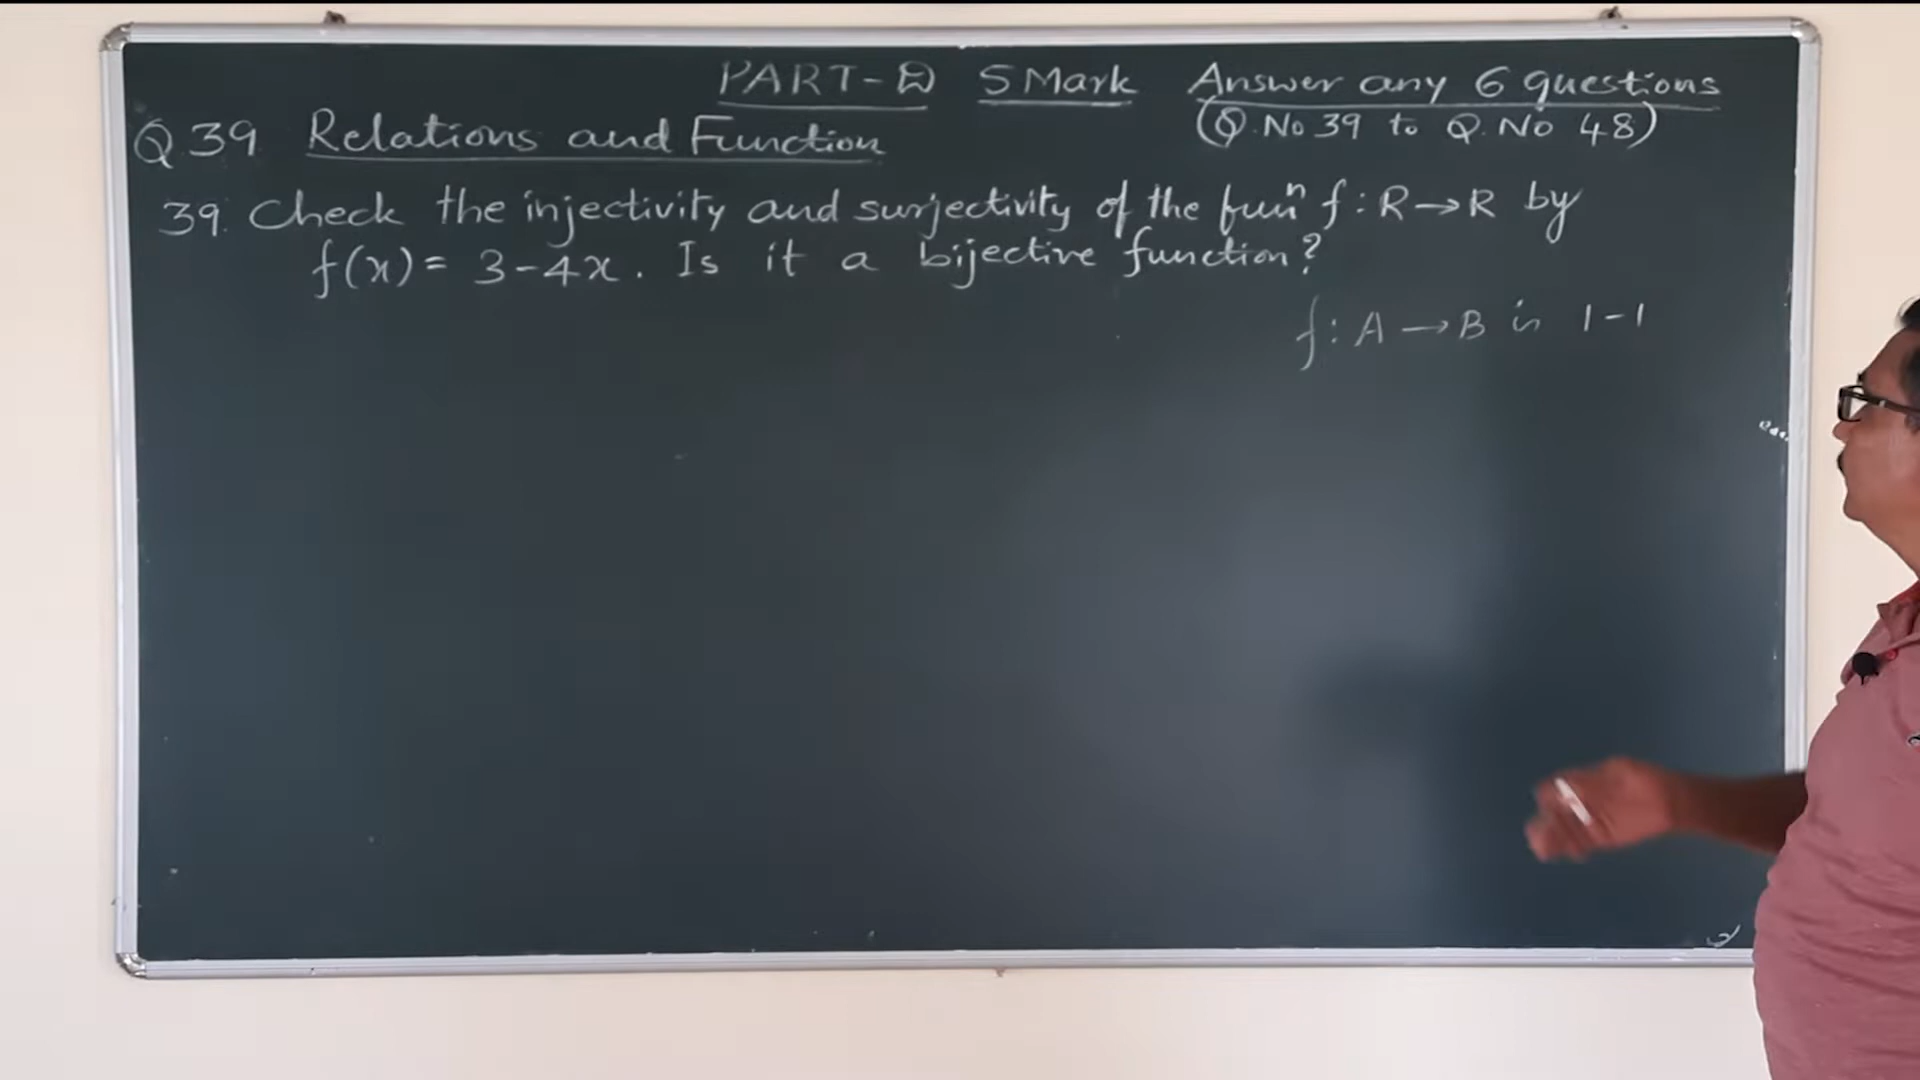 PART-D 5 Mark Answer any 6 questions
Q 39 Relations and Function (Q.No 39 to Q.No 48)
39. Check the injectivity and surjectivity of the funⁿ f : R→R by
f(x) = 3-4x. Is it a bijective function?
f : A → B is 1-1